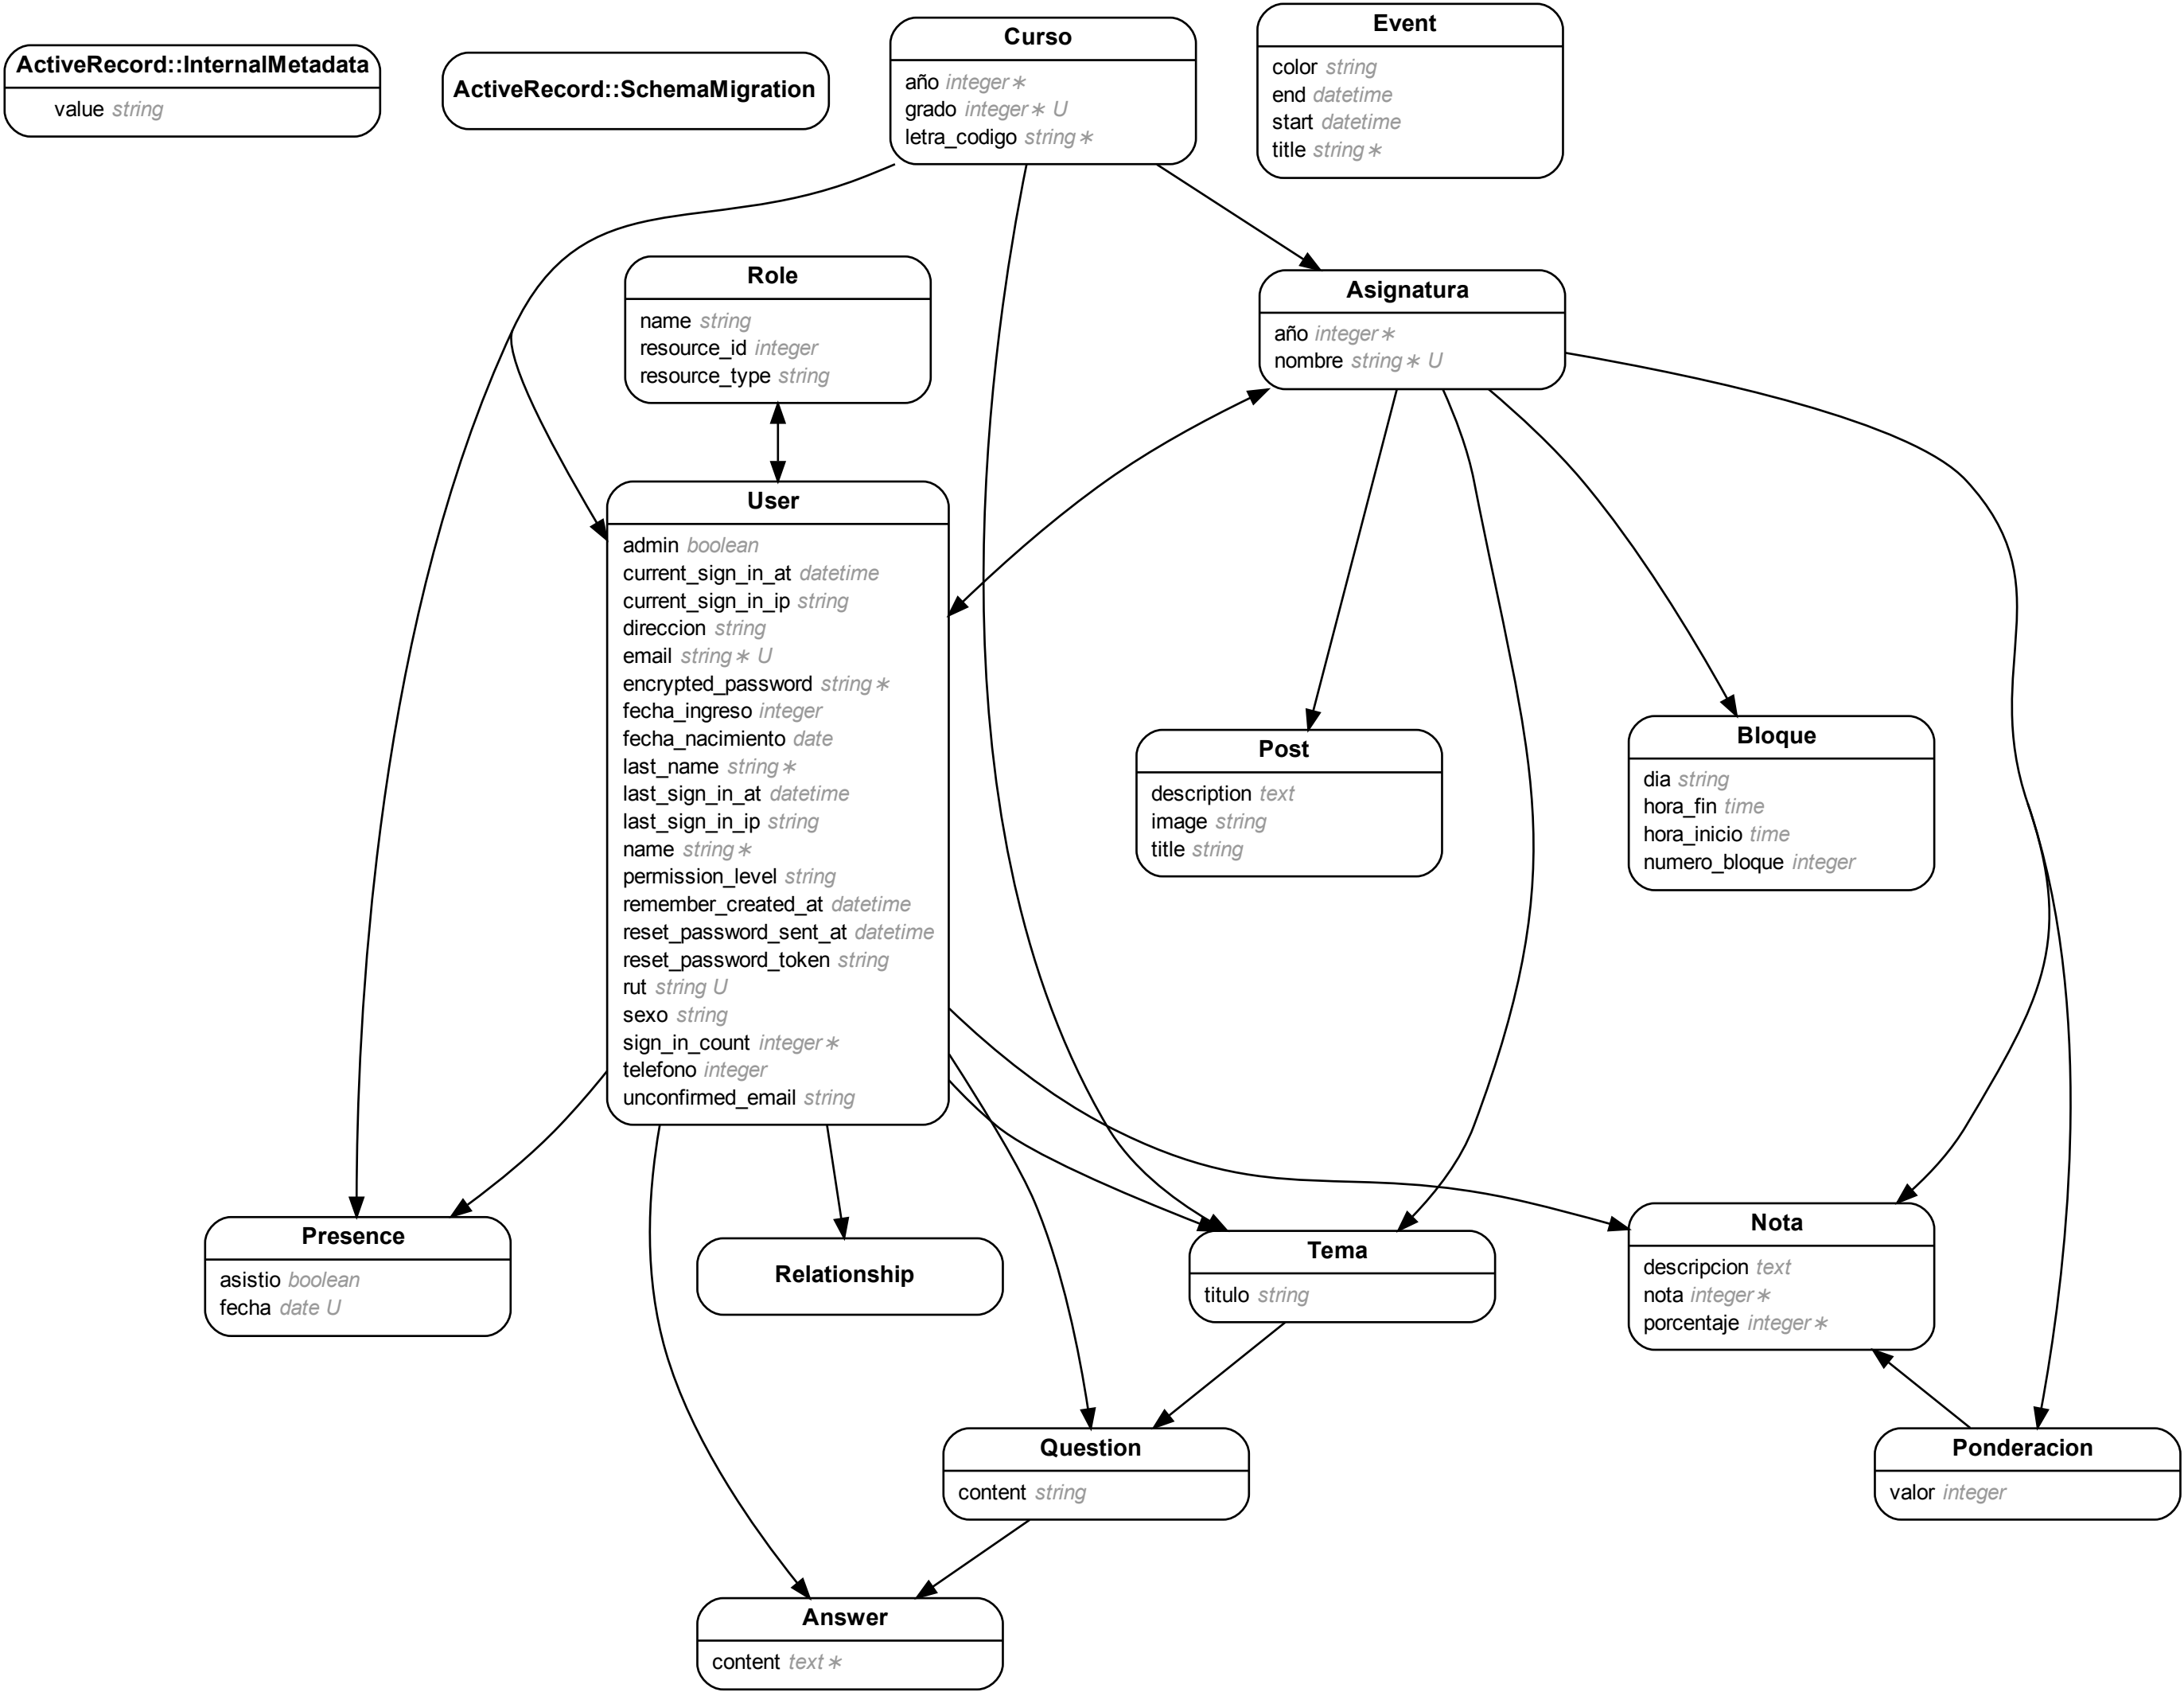 ActiveRecord::InternalMetadata
value string
ActiveRecord::SchemaMigration
Curso
año integer∗
grado integer∗ U
letra_codigo string∗
Event
color string
end datetime
start datetime
title string∗
Role
name string
resource_id integer
resource_type string
Asignatura
año integer∗
nombre string∗ U
User
admin boolean
current_sign_in_at datetime
current_sign_in_ip string
direccion string
email string∗ U
encrypted_password string∗
fecha_ingreso integer
fecha_nacimiento date
last_name string∗
last_sign_in_at datetime
last_sign_in_ip string
name string∗
permission_level string
remember_created_at datetime
reset_password_sent_at datetime
reset_password_token string
rut string U
sexo string
sign_in_count integer∗
telefono integer
unconfirmed_email string
Post
description text
image string
title string
Bloque
dia string
hora_fin time
hora_inicio time
numero_bloque integer
Presence
asistio boolean
fecha date U
Relationship
Tema
titulo string
Nota
descripcion text
nota integer∗
porcentaje integer∗
Question
content string
Ponderacion
valor integer
Answer
content text∗